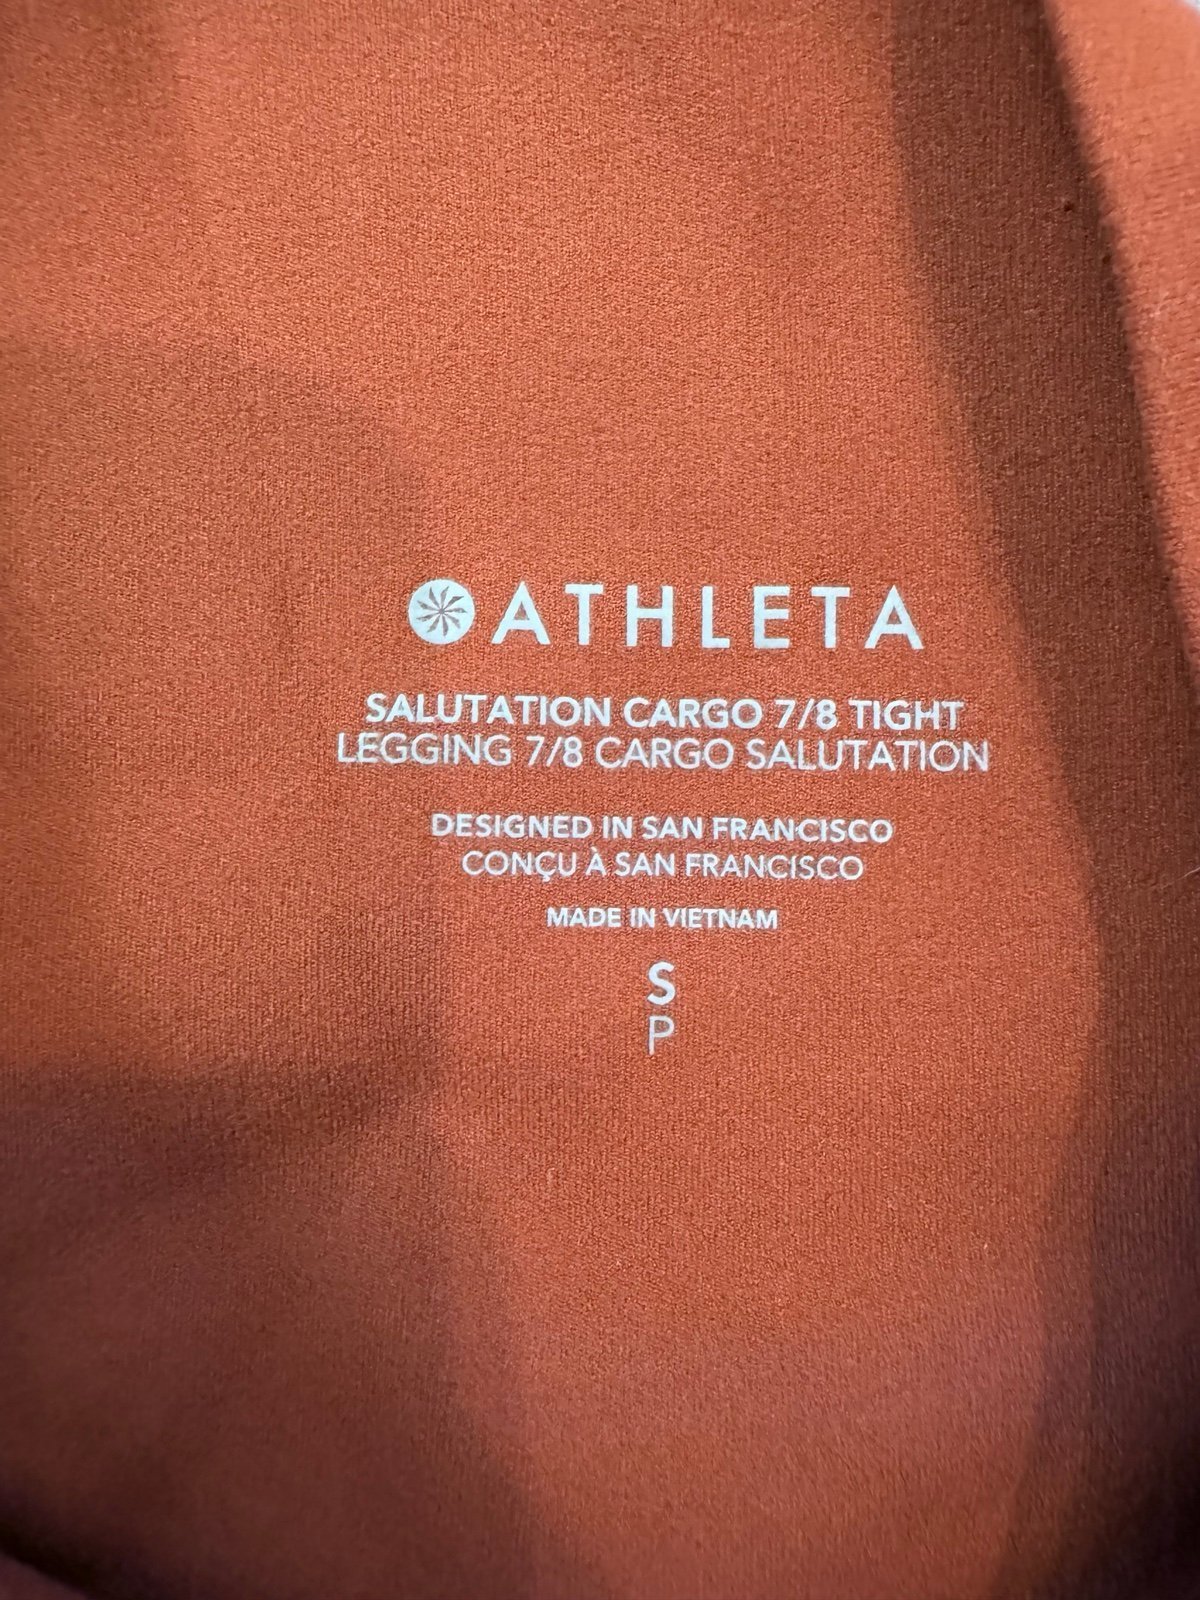 ATHLETA
SALUTATION CARGO 7/8 TIGHT
LEGGING 7/8 CARGO SALUTATION
DESIGNED IN SAN FRANCISCO
CONÇU À SAN FRANCISCO
MADE IN VIETNAM
S
P